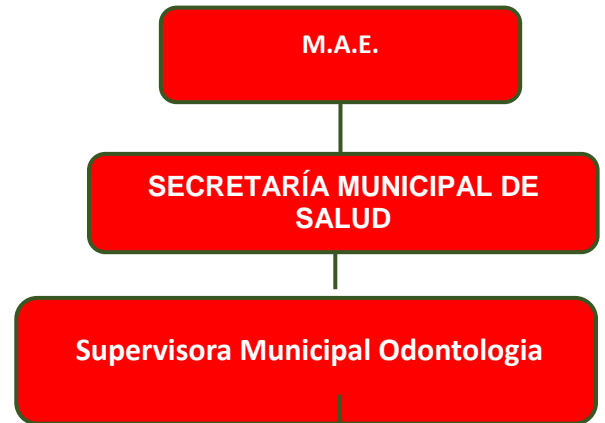 M.A.E.
SECRETARÍA MUNICIPAL DE
SALUD
Supervisora Municipal Odontologia